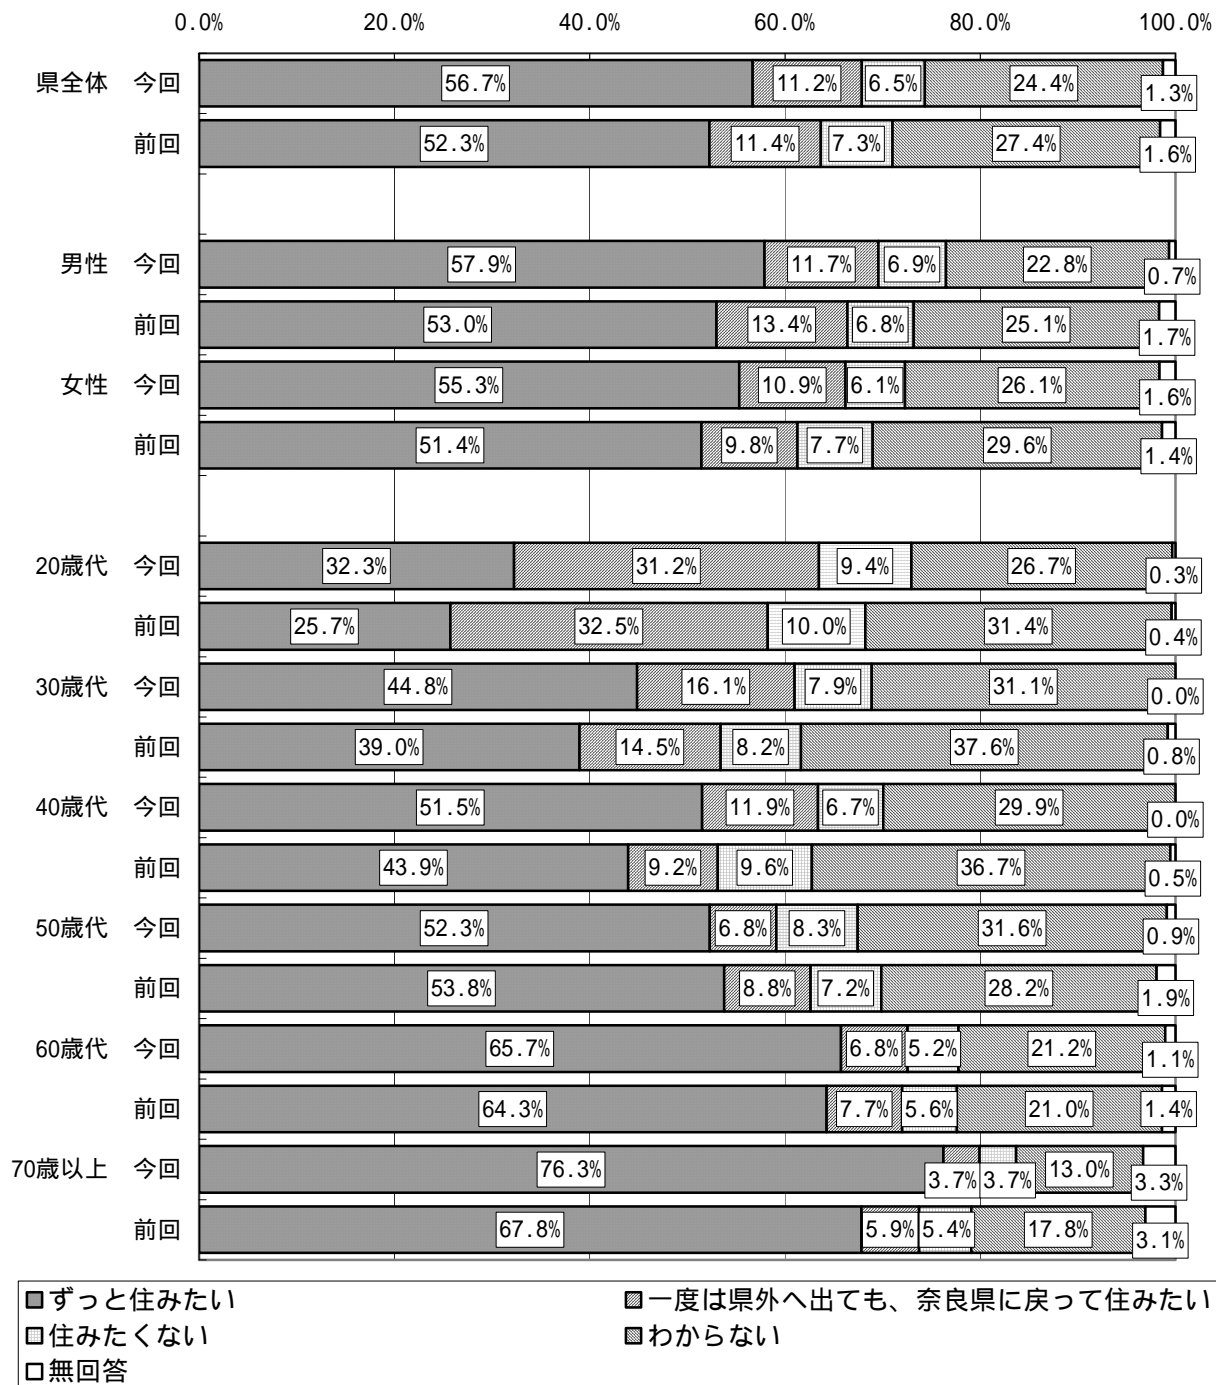 0.0% 20.0% 40.0% 60.0% 80.0% 100.0%
県全体 今回 56.7% 11.2% 6.5% 24.4% 1.3%
前回 52.3% 11.4% 7.3% 27.4% 1.6%
男性 今回 57.9% 11.7% 6.9% 22.8% 0.7%
前回 53.0% 13.4% 6.8% 25.1% 1.7%
女性 今回 55.3% 10.9% 6.1% 26.1% 1.6%
前回 51.4% 9.8% 7.7% 29.6% 1.4%
20歳代 今回 32.3% 31.2% 9.4% 26.7% 0.3%
前回 25.7% 32.5% 10.0% 31.4% 0.4%
30歳代 今回 44.8% 16.1% 7.9% 31.1% 0.0%
前回 39.0% 14.5% 8.2% 37.6% 0.8%
40歳代 今回 51.5% 11.9% 6.7% 29.9% 0.0%
前回 43.9% 9.2% 9.6% 36.7% 0.5%
50歳代 今回 52.3% 6.8% 8.3% 31.6% 0.9%
前回 53.8% 8.8% 7.2% 28.2% 1.9%
60歳代 今回 65.7% 6.8% 5.2% 21.2% 1.1%
前回 64.3% 7.7% 5.6% 21.0% 1.4%
70歳以上 今回 76.3% 3.7% 3.7% 13.0% 3.3%
前回 67.8% 5.9% 5.4% 17.8% 3.1%
ずっと住みたい 一度は県外へ出ても、奈良県に戻って住みたい
住みたくない わからない
無回答